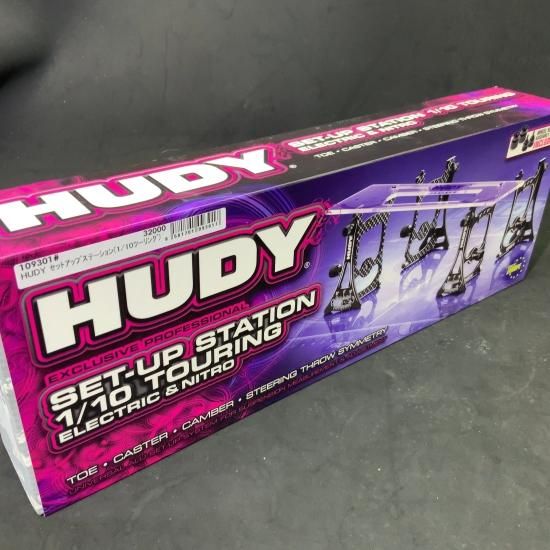 HUDY
SET-UP STATION 1/10 TOURING
ELECTRIC & NITRO
TOE · CASTER · CAMBER · STEERING THROW SYMMETRY
109301#
32000
HUDY セットアップステーション(1/10ツーリング)
HUDY®
EXCLUSIVE PROFESSIONAL
SET-UP STATION
1/10 TOURING
ELECTRIC & NITRO
TOE · CASTER · CAMBER · STEERING THROW SYMMETRY